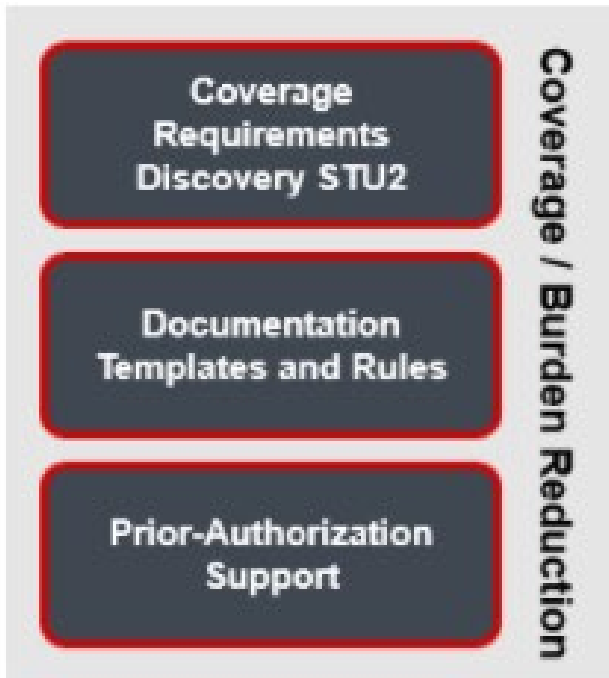 Coverage
Requirements
Discovery STU2
Documentation
Templates and Rules
Prior-Authorization
Support
Coverage / Burden Reduction